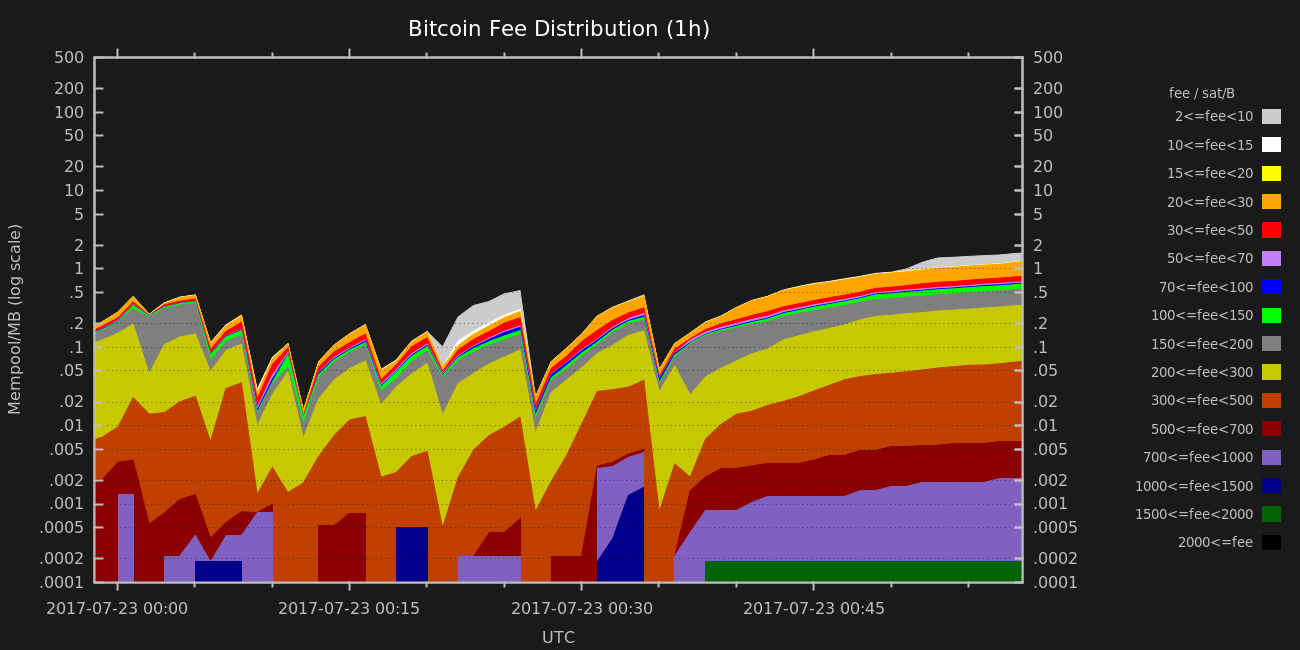 Bitcoin Fee Distribution (1h)
500
200
100
50
20
10
5
2
1
.5
.2
.1
.05
.02
.01
.005
.002
.001
.0005
.0002
.0001
Mempool/MB (log scale)
500
200
100
50
20
10
5
2
1
.5
.2
.1
.05
.02
.01
.005
.002
.001
.0005
.0002
.0001
2017-07-23 00:00
2017-07-23 00:15
2017-07-23 00:30
2017-07-23 00:45
UTC
fee / sat/B
2<=fee<10
10<=fee<15
15<=fee<20
20<=fee<30
30<=fee<50
50<=fee<70
70<=fee<100
100<=fee<150
150<=fee<200
200<=fee<300
300<=fee<500
500<=fee<700
700<=fee<1000
1000<=fee<1500
1500<=fee<2000
2000<=fee